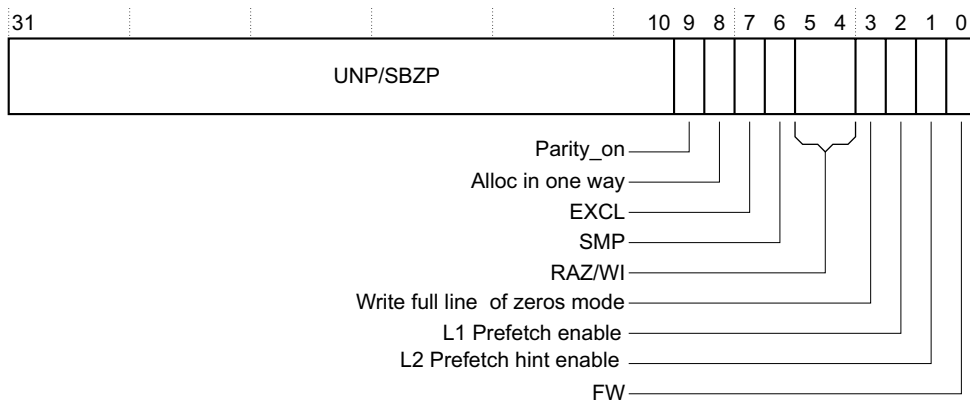 31 10 9 8 7 6 5 4 3 2 1 0
UNP/SBZP
Parity_on
Alloc in one way
EXCL
SMP
RAZ/WI
Write full line of zeros mode
L1 Prefetch enable
L2 Prefetch hint enable
FW